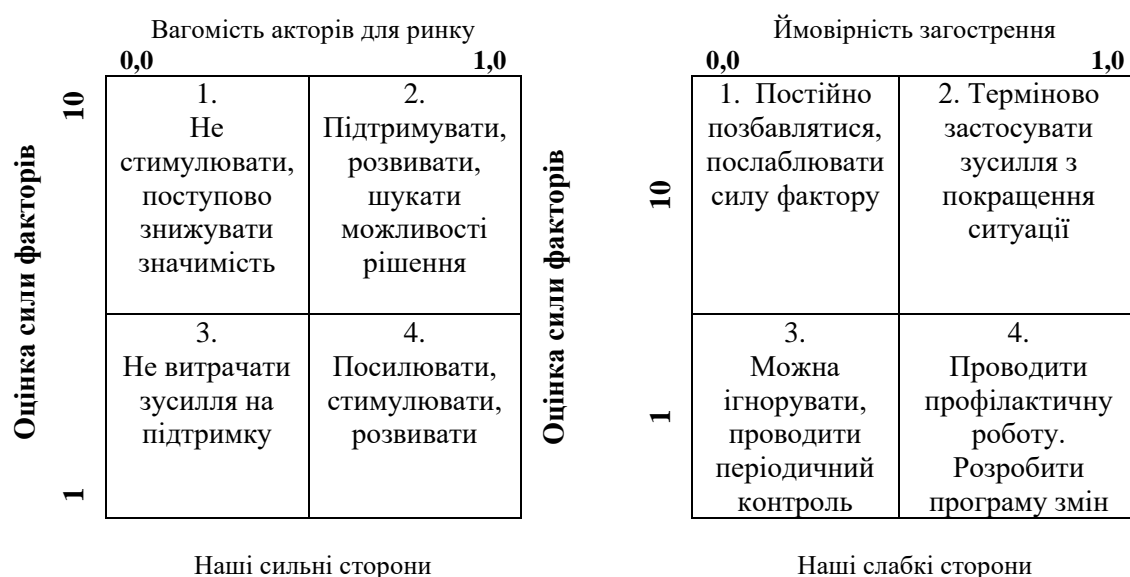 Вагомість акторів для ринку
0,0 1,0
Оцінка сили факторів
10
1
1.
Не
стимулювати,
поступово
знижувати
значимість
2.
Підтримувати,
розвивати,
шукати
можливості
рішення
3.
Не витрачати
зусилля на
підтримку
4.
Посилювати,
стимулювати,
розвивати
Наші сильні сторони
Ймовірність загострення
0,0 1,0
Оцінка сили факторів
10
1
1. Постійно
позбавлятися,
послаблювати
силу фактору
2. Терміново
застосувати
зусилля з
покращення
ситуації
3.
Можна
ігнорувати,
проводити
періодичний
контроль
4.
Проводити
профілактичну
роботу.
Розробити
програму змін
Наші слабкі сторони